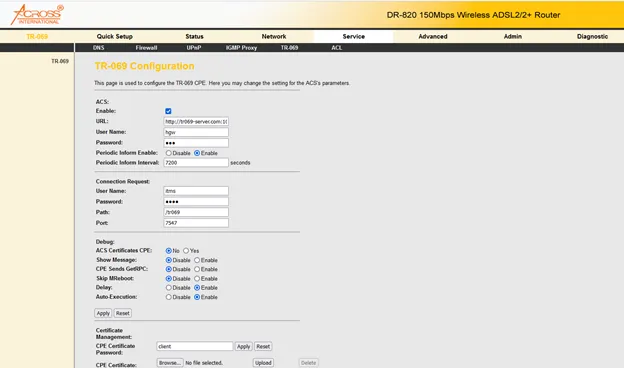 ACROSS®
INTERNATIONAL
DR-820 150Mbps Wireless ADSL2/2+ Router
TR-069 Quick Setup Status Network Service Advanced Admin Diagnostic
DNS Firewall UPnP IGMP Proxy TR-069 ACL
TR-069
TR-069 Configuration
This page is used to configure the TR-069 CPE. Here you may change the setting for the ACS's parameters.
ACS:
Enable:
URL: http://tr069-server.com:10
User Name: hgw
Password: •••
Periodic Inform Enable: Disable Enable
Periodic Inform Interval: 7200 seconds
Connection Request:
User Name: itms
Password: ••••
Path: /tr069
Port: 7547
Debug:
ACS Certificates CPE: No Yes
Show Message: Disable Enable
CPE Sends GetRPC: Disable Enable
Skip MReboot: Disable Enable
Delay: Disable Enable
Auto-Execution: Disable Enable
Apply Reset
Certificate
Management:
CPE Certificate
Password: client Apply Reset
CPE Certificate: Browse... No file selected. Upload Delete